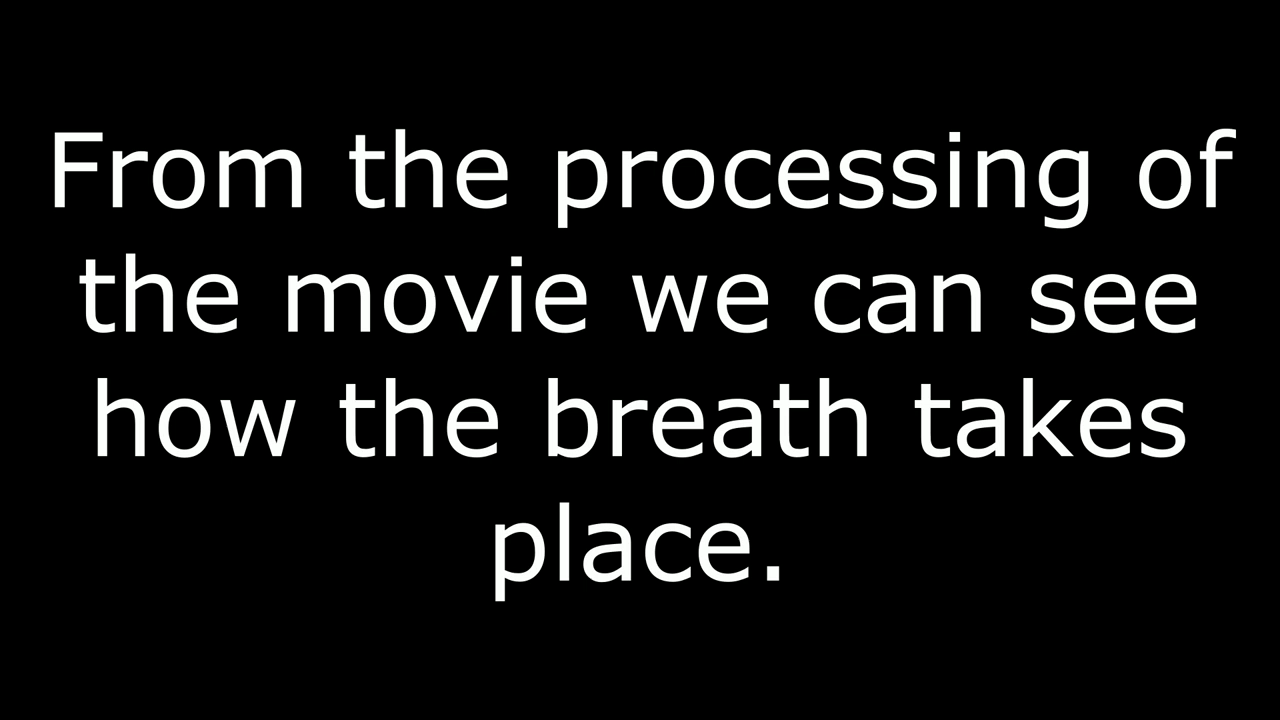 From the processing of
the movie we can see
how the breath takes
place.